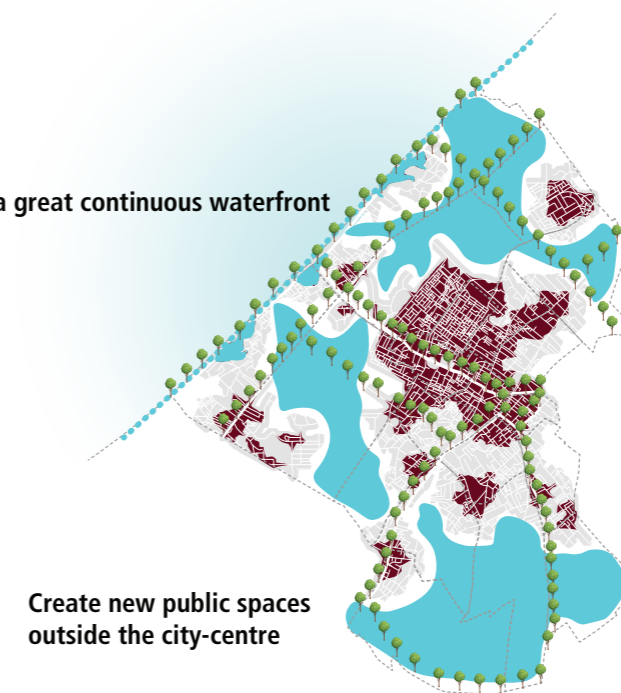 a great continuous waterfront
Create new public spaces
outside the city-centre